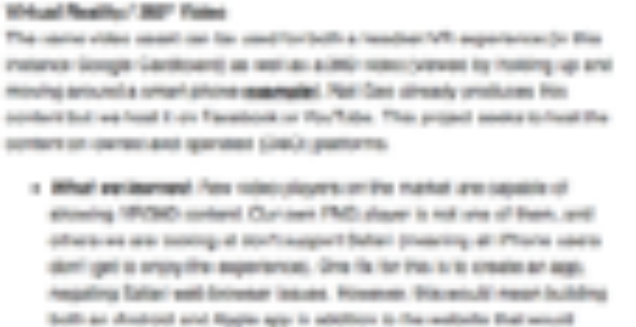 Virtual Reality / 360° Video
The same video asset can be used for both a headset VR experience (in this
instance Google Cardboard) as well as a 360 video (viewed by holding up and
moving around a smart phone example). Nat Geo already produces this
content but we host it on Facebook or YouTube. This project seeks to host the
content on owned and operated (O&O) platforms.
What we learned: Few video players on the market are capable of
showing VR/360 content. Our own FNG player is not one of them, and
others we are looking at don't support Safari (meaning all iPhone users
don't get to enjoy the experience). One fix for this is to create an app,
negating Safari web browser issues. However, this would mean building
both an Android and Apple app in addition to the website that would